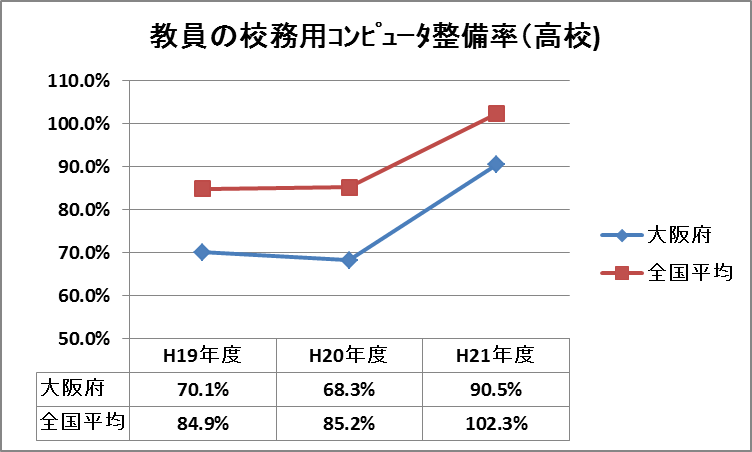 教員の校務用ｺﾝﾋﾟｭｰﾀ整備率（高校)
110.0%
100.0%
90.0%
80.0%
70.0%
60.0%
50.0%
大阪府
全国平均
H19年度 H20年度 H21年度
大阪府 70.1% 68.3% 90.5%
全国平均 84.9% 85.2% 102.3%